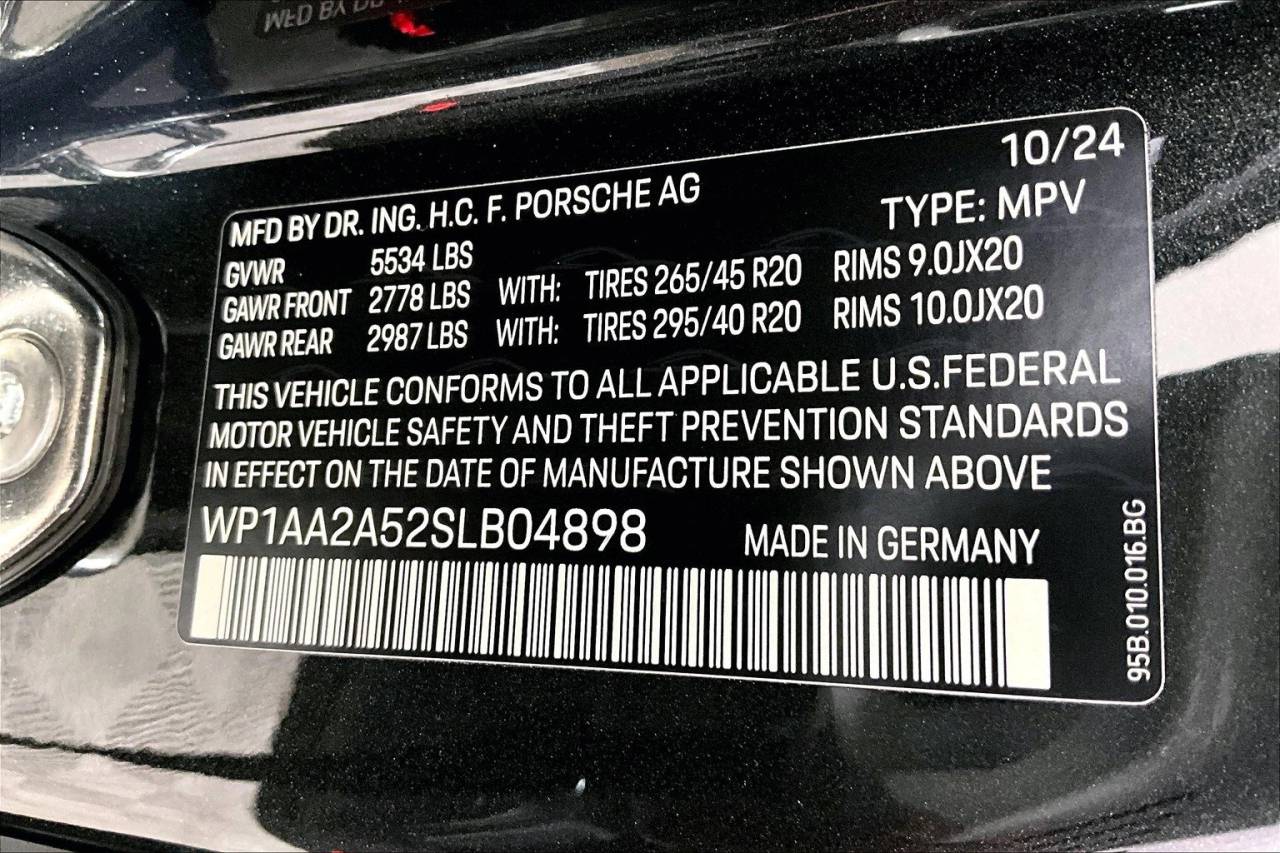 MFD BY DR. ING. H.C. F. PORSCHE AG 10/24
TYPE: MPV
GVWR 5534 LBS
GAWR FRONT 2778 LBS WITH: TIRES 265/45 R20 RIMS 9.0JX20
GAWR REAR 2987 LBS WITH: TIRES 295/40 R20 RIMS 10.0JX20
THIS VEHICLE CONFORMS TO ALL APPLICABLE U.S.FEDERAL
MOTOR VEHICLE SAFETY AND THEFT PREVENTION STANDARDS
IN EFFECT ON THE DATE OF MANUFACTURE SHOWN ABOVE
WP1AA2A52SLB04898 MADE IN GERMANY
95B.010.016.BG